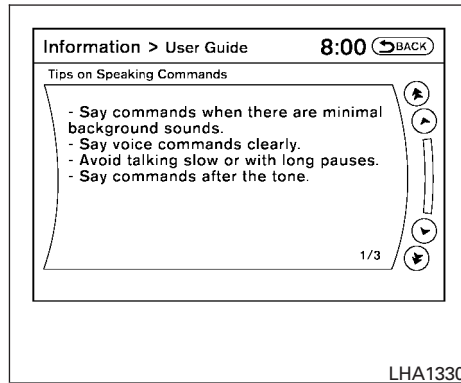 Information > User Guide 8:00 BACK
Tips on Speaking Commands
- Say commands when there are minimal
background sounds.
- Say voice commands clearly.
- Avoid talking slow or with long pauses.
- Say commands after the tone.
1/3
LHA1330